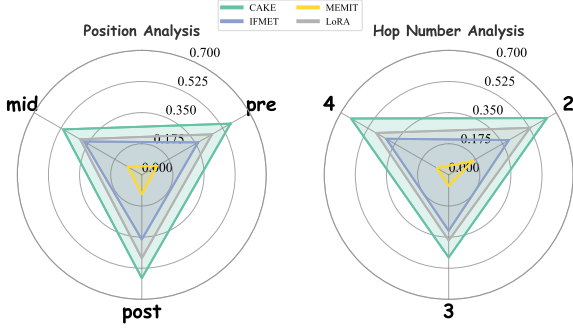 CAKE
MEMIT
IFMET
LoRA
Position Analysis
Hop Number Analysis
0.700
0.525
0.350
0.175
0.000
pre
mid
post
0.700
0.525
0.350
0.175
0.000
2
4
3